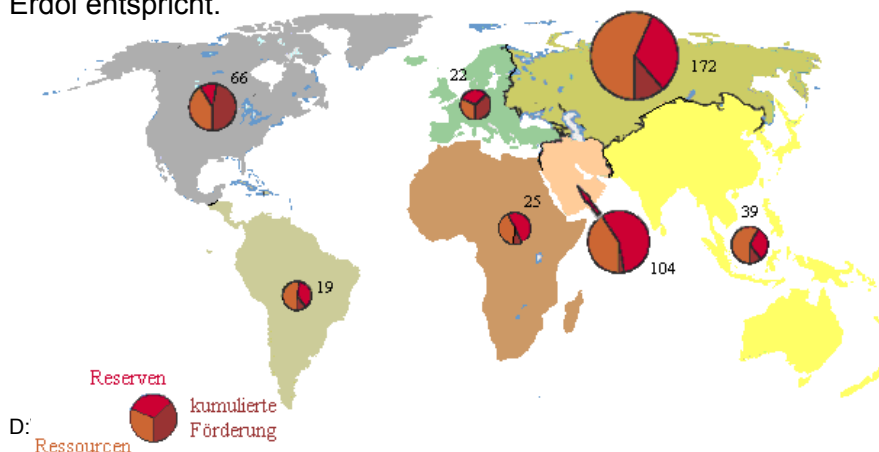 Erdöl entspricht.
172
66
22
25
39
104
19
Reserven
kumulierte
Förderung
D:
Ressourcen